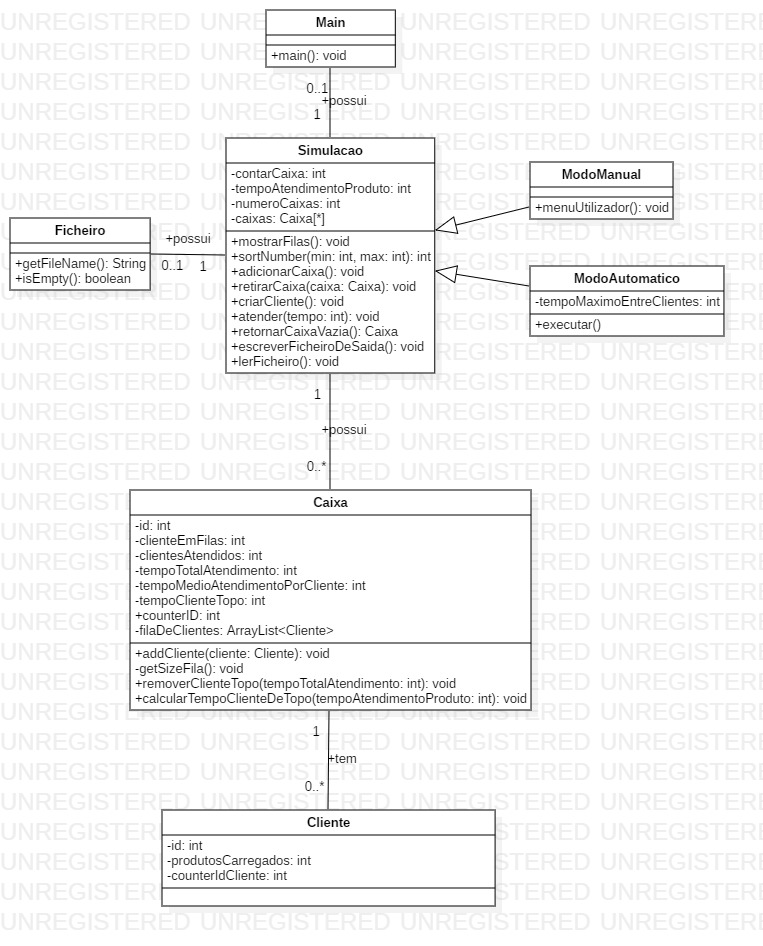 Main
+main(): void
0..1
+possui
1
Simulacao
-contarCaixa: int
-tempoAtendimentoProduto: int
-numeroCaixas: int
-caixas: Caixa[*]
+mostrarFilas(): void
+sortNumber(min: int, max: int): int
+adicionarCaixa(): void
+retirarCaixa(caixa: Caixa): void
+criarCliente(): void
+atender(tempo: int): void
+retornarCaixaVazia(): Caixa
+escreverFicheiroDeSaida(): void
+lerFicheiro(): void
ModoManual
+menuUtilizador(): void
Ficheiro
+getFileName(): String
+isEmpty(): boolean
+possui
0..1 1
ModoAutomatico
-tempoMaximoEntreClientes: int
+executar()
1
+possui
0..*
Caixa
-id: int
-clienteEmFilas: int
-clientesAtendidos: int
-tempoTotalAtendimento: int
-tempoMedioAtendimentoPorCliente: int
-tempoClienteTopo: int
+counterID: int
-filaDeClientes: ArrayList<Cliente>
+addCliente(cliente: Cliente): void
-getSizeFila(): void
+removerClienteTopo(tempoTotalAtendimento: int): void
+calcularTempoClienteDeTopo(tempoAtendimentoProduto: int): void
1
+tem
0..*
Cliente
-id: int
-produtosCarregados: int
-counterIdCliente: int
UNREGISTERED